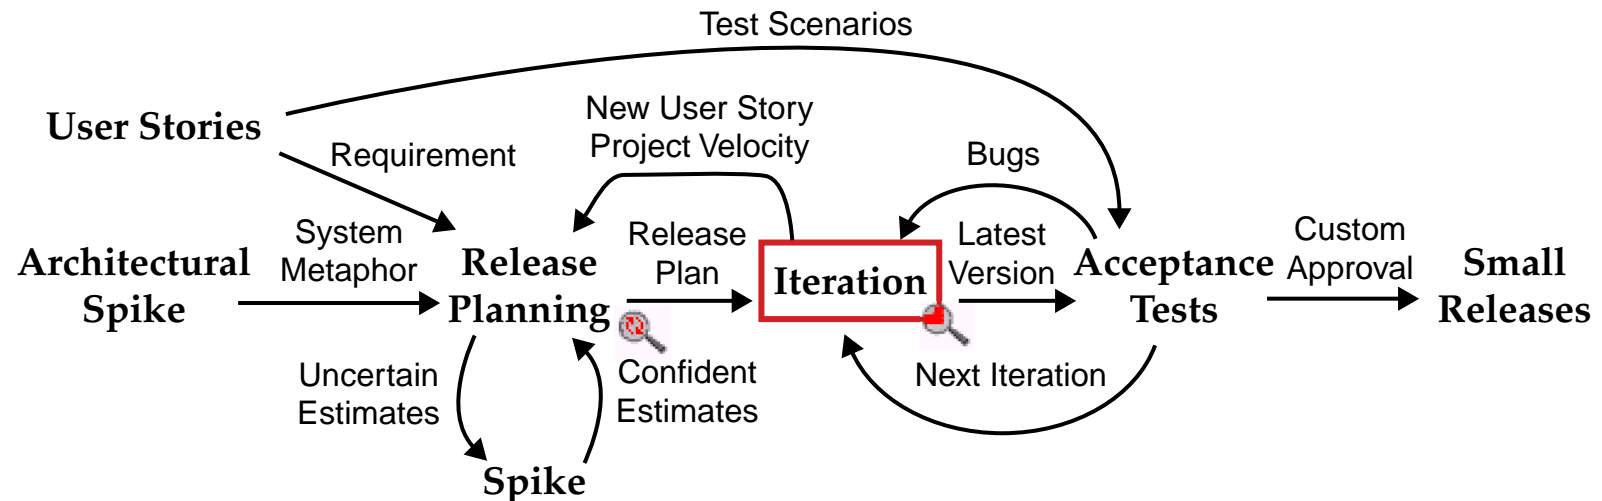 Test Scenarios
User Stories
New User Story
Project Velocity
Requirement
Bugs
Architectural
Spike
System
Metaphor
Release
Planning
Release
Plan
Iteration
Latest
Version
Acceptance
Tests
Custom
Approval
Small
Releases
Uncertain
Estimates
Confident
Estimates
Next Iteration
Spike